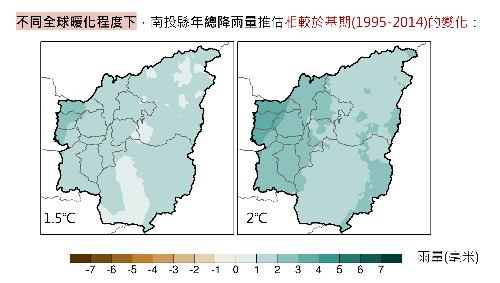 不同全球暖化程度下，南投縣年總降雨量推估相較於基期(1995-2014)的變化：
1.5℃
2℃
雨量(毫米)
-7 -6 -5 -4 -3 -2 -1 0 1 2 3 4 5 6 7